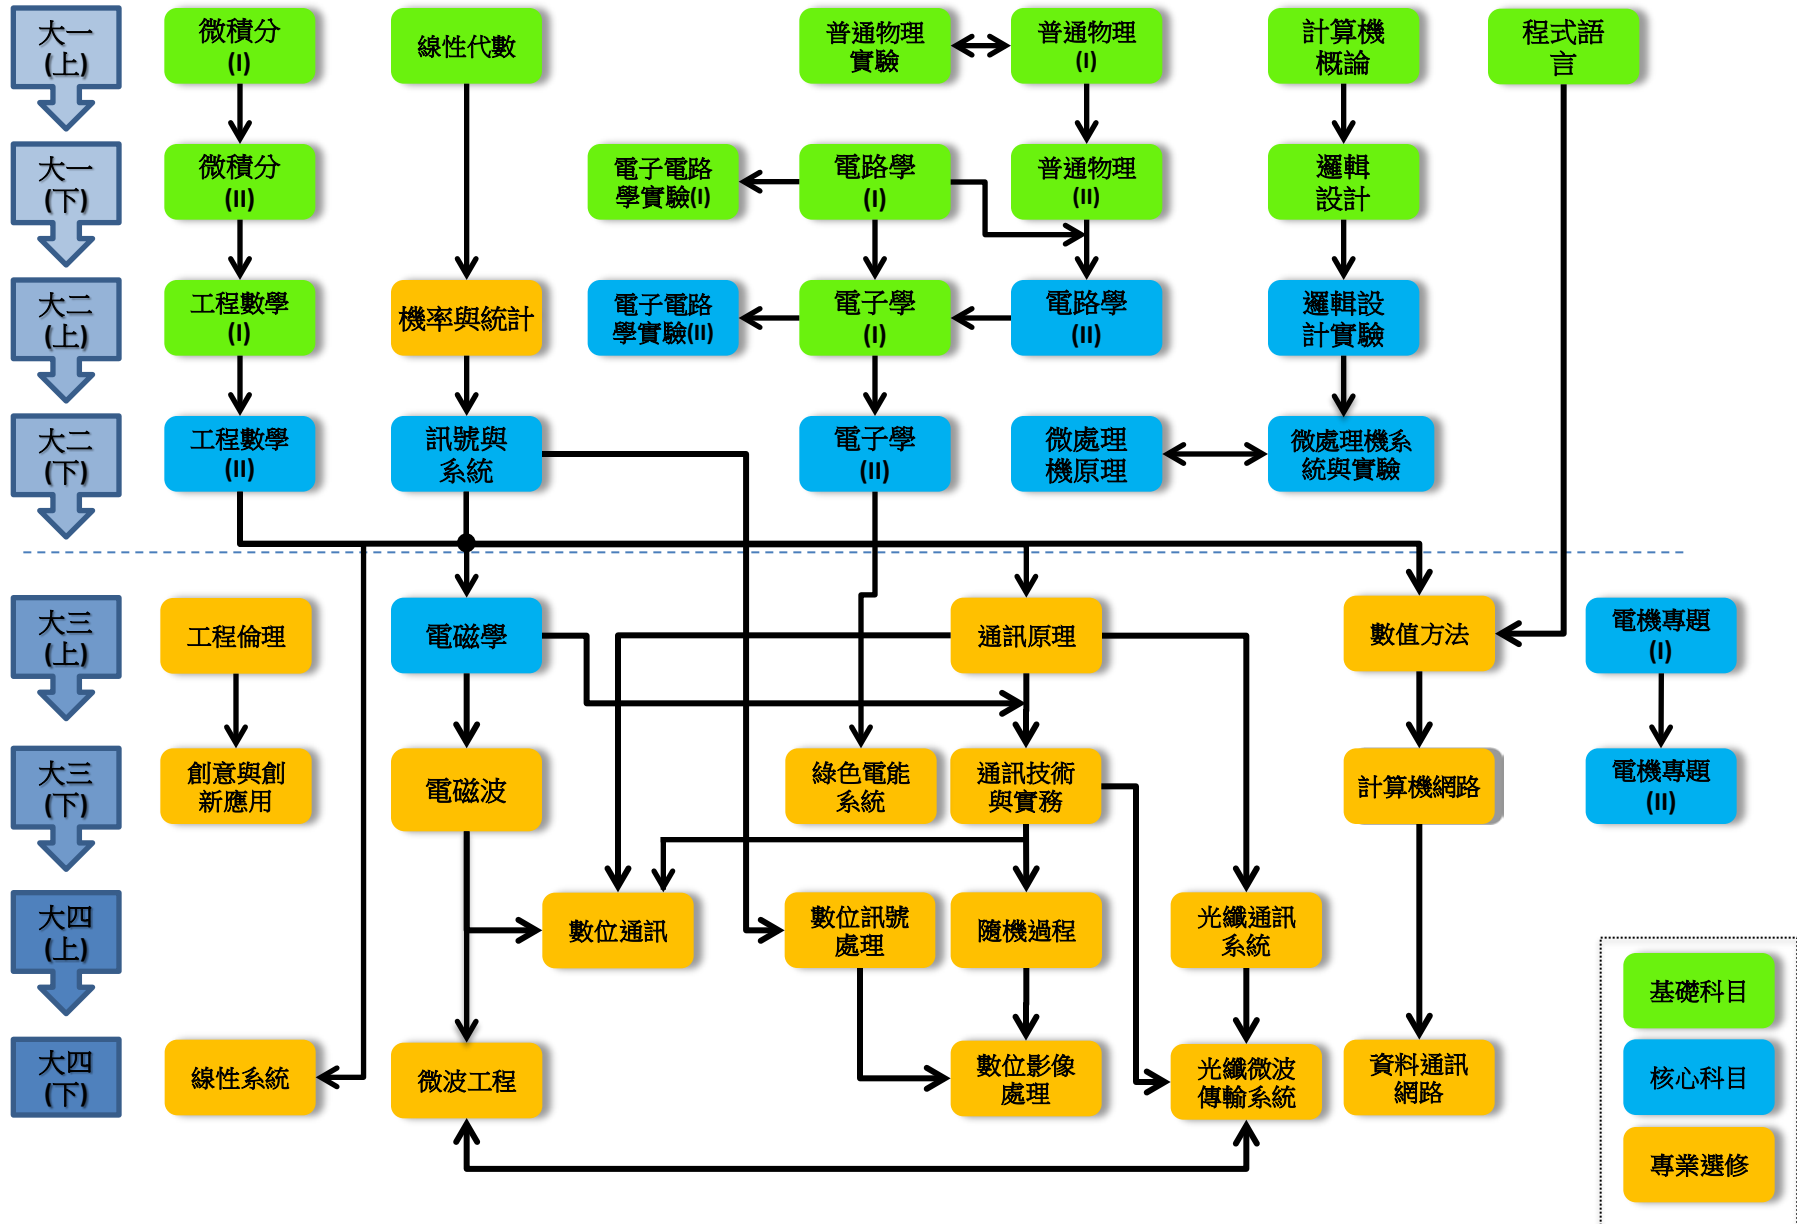 大一
(上)
微積分
(I)
線性代數
普通物理
實驗
普通物理
(I)
計算機
概論
程式語
言
大一
(下)
微積分
(II)
電子電路
學實驗(I)
電路學
(I)
普通物理
(II)
邏輯
設計
大二
(上)
工程數學
(I)
機率與統計
電子電路
學實驗(II)
電子學
(I)
電路學
(II)
邏輯設
計實驗
大二
(下)
工程數學
(II)
訊號與
系統
電子學
(II)
微處理
機原理
微處理機系
統與實驗
大三
(上)
工程倫理
電磁學
通訊原理
數值方法
電機專題
(I)
大三
(下)
創意與創
新應用
電磁波
綠色電能
系統
通訊技術
與實務
計算機網路
電機專題
(II)
大四
(上)
數位通訊
數位訊號
處理
隨機過程
光纖通訊
系統
大四
(下)
線性系統
微波工程
數位影像
處理
光纖微波
傳輸系統
資料通訊
網路
基礎科目
核心科目
專業選修